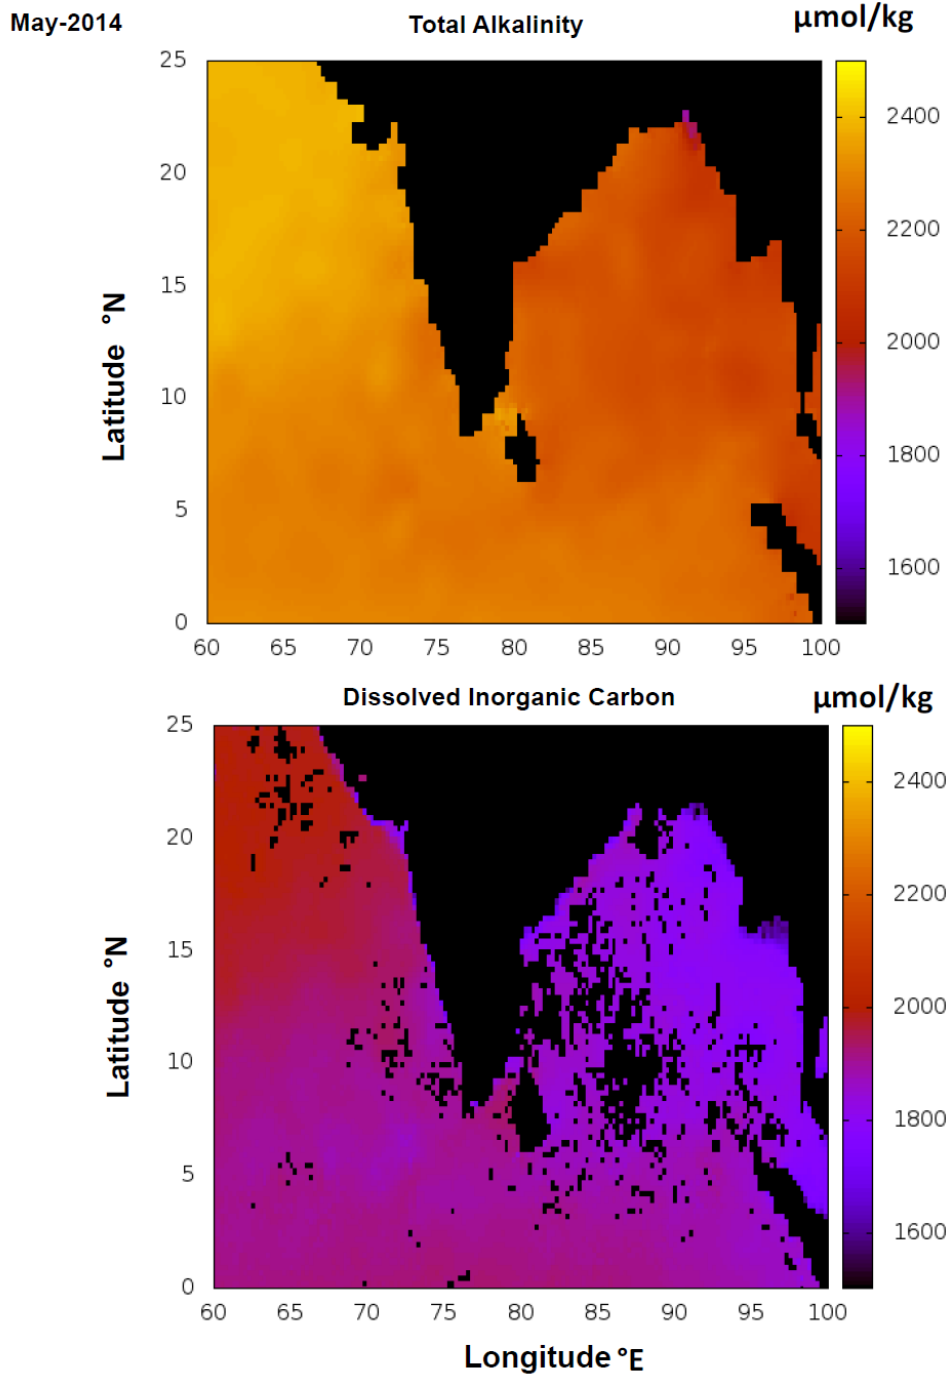 May-2014
Total Alkalinity
μmol/kg
25
20
15
10
5
0
Latitude °N
60 65 70 75 80 85 90 95 100
2400
2200
2000
1800
1600
Dissolved Inorganic Carbon
μmol/kg
25
20
15
10
5
0
Latitude °N
60 65 70 75 80 85 90 95 100
2400
2200
2000
1800
1600
Longitude °E